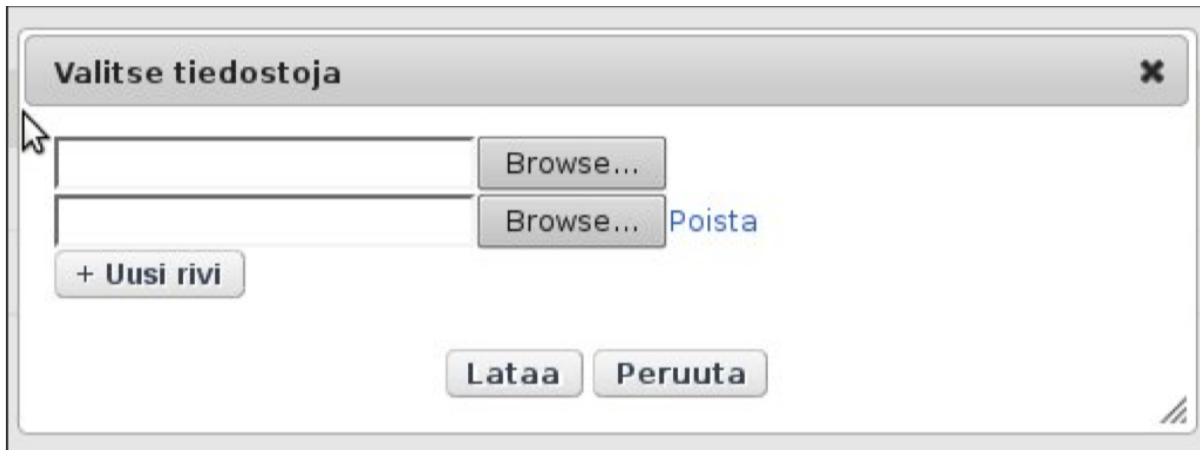 Valitse tiedostoja
Browse...
Browse... Poista
+ Uusi rivi
Lataa Peruuta